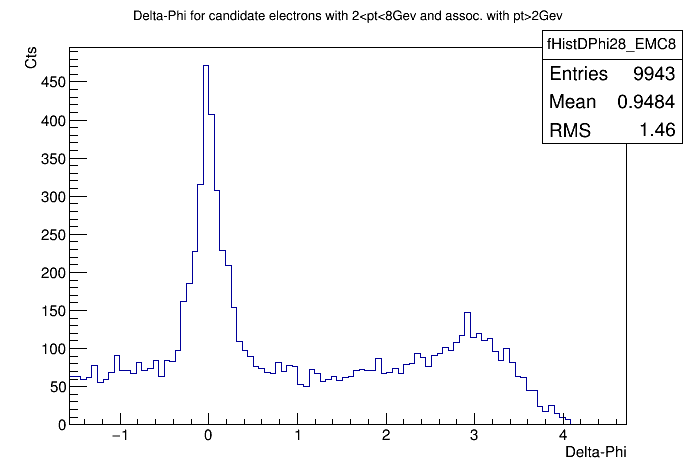 Delta-Phi for candidate electrons with 2<pt<8Gev and assoc. with pt>2Gev
Cts
fHistDPhi28_EMC8
Entries 9943
Mean 0.9484
RMS 1.46
450
400
350
300
250
200
150
100
50
0
−1 0 1 2 3 4
Delta-Phi